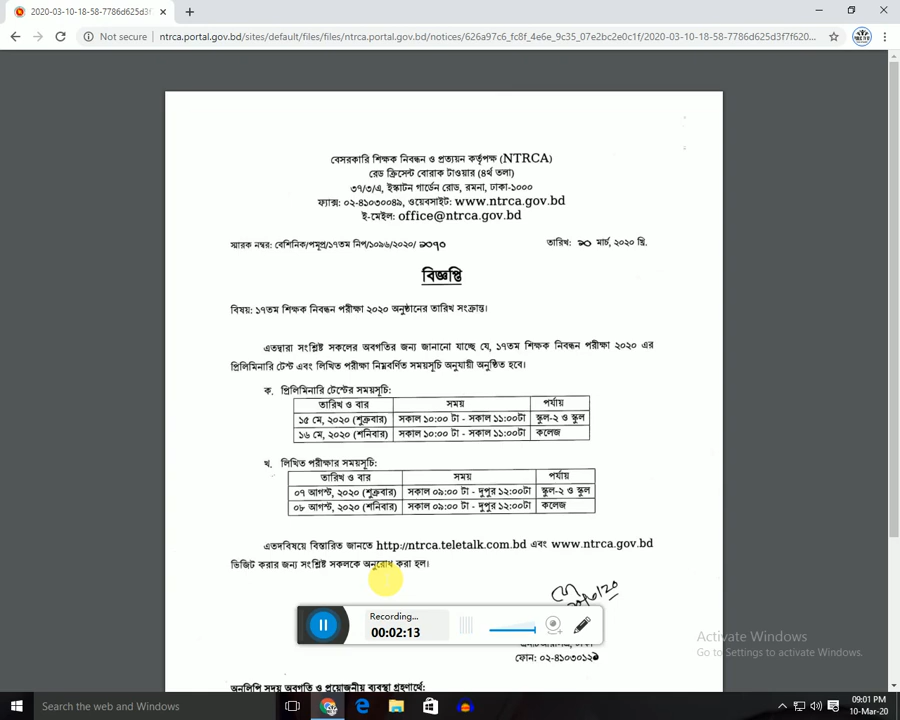 2020-03-10-18-58-7786d625d3f7
Not secure | ntrca.portal.gov.bd/sites/default/files/files/ntrca.portal.gov.bd/notices/626a97c6_fc8f_4e6e_9c35_07ec2bc2e0c1f/2020-03-10-18-58-7786d625d3f7f620...
বেসরকারি শিক্ষক নিবন্ধন ও প্রত্যয়ন কর্তৃপক্ষ (NTRCA)
রেড ক্রিসেন্ট বোরাক টাওয়ার (৪র্থ তলা)
৩৭/৩/এ, ইস্কাটন গার্ডেন রোড, রমনা, ঢাকা-১০০০
ফ্যাক্স: ০২-৪১০৩০০৪৯, ওয়েবসাইট: www.ntrca.gov.bd
ই-মেইল: office@ntrca.gov.bd
স্মারক নম্বর: বেশিনিক/পমূপ্র/১৭তম নিপ/১০৯৬/২০২০/ ১০৭০ তারিখ: ১০ মার্চ, ২০২০ খ্রি.
বিজ্ঞপ্তি
বিষয়: ১৭তম শিক্ষক নিবন্ধন পরীক্ষা ২০২০ অনুষ্ঠানের তারিখ সংক্রান্ত।
এতদ্বারা সংশ্লিষ্ট সকলের অবগতির জন্য জানানো যাচ্ছে যে, ১৭তম শিক্ষক নিবন্ধন পরীক্ষা ২০২০ এর
প্রিলিমিনারি টেস্ট এবং লিখিত পরীক্ষা নিম্নবর্ণিত সময়সূচি অনুযায়ী অনুষ্ঠিত হবে।
ক. প্রিলিমিনারি টেস্টের সময়সূচি:
তারিখ ও বার সময় পর্যায়
১৫ মে, ২০২০ (শুক্রবার) সকাল ১০:০০ টা - সকাল ১১:০০টা স্কুল-২ ও স্কুল
১৬ মে, ২০২০ (শনিবার) সকাল ১০:০০ টা - সকাল ১১:০০টা কলেজ
খ. লিখিত পরীক্ষার সময়সূচি:
তারিখ ও বার সময় পর্যায়
০৭ আগস্ট, ২০২০ (শুক্রবার) সকাল ০৯:০০ টা - দুপুর ১২:০০টা স্কুল-২ ও স্কুল
০৮ আগস্ট, ২০২০ (শনিবার) সকাল ০৯:০০ টা - দুপুর ১২:০০টা কলেজ
এতদবিষয়ে বিস্তারিত জানতে http://ntrca.teletalk.com.bd এবং www.ntrca.gov.bd
ভিজিট করার জন্য সংশ্লিষ্ট সকলকে অনুরোধ করা হল।
Recording...
00:02:13
ফোন: ০২-৪১০৩০১২৯
অনুলিপি সদয় অবগতি ও প্রয়োজনীয় ব্যবস্থা গ্রহণার্থে:
Activate Windows
Go to Settings to activate Windows.
Search the web and Windows
09:01 PM
10-Mar-20